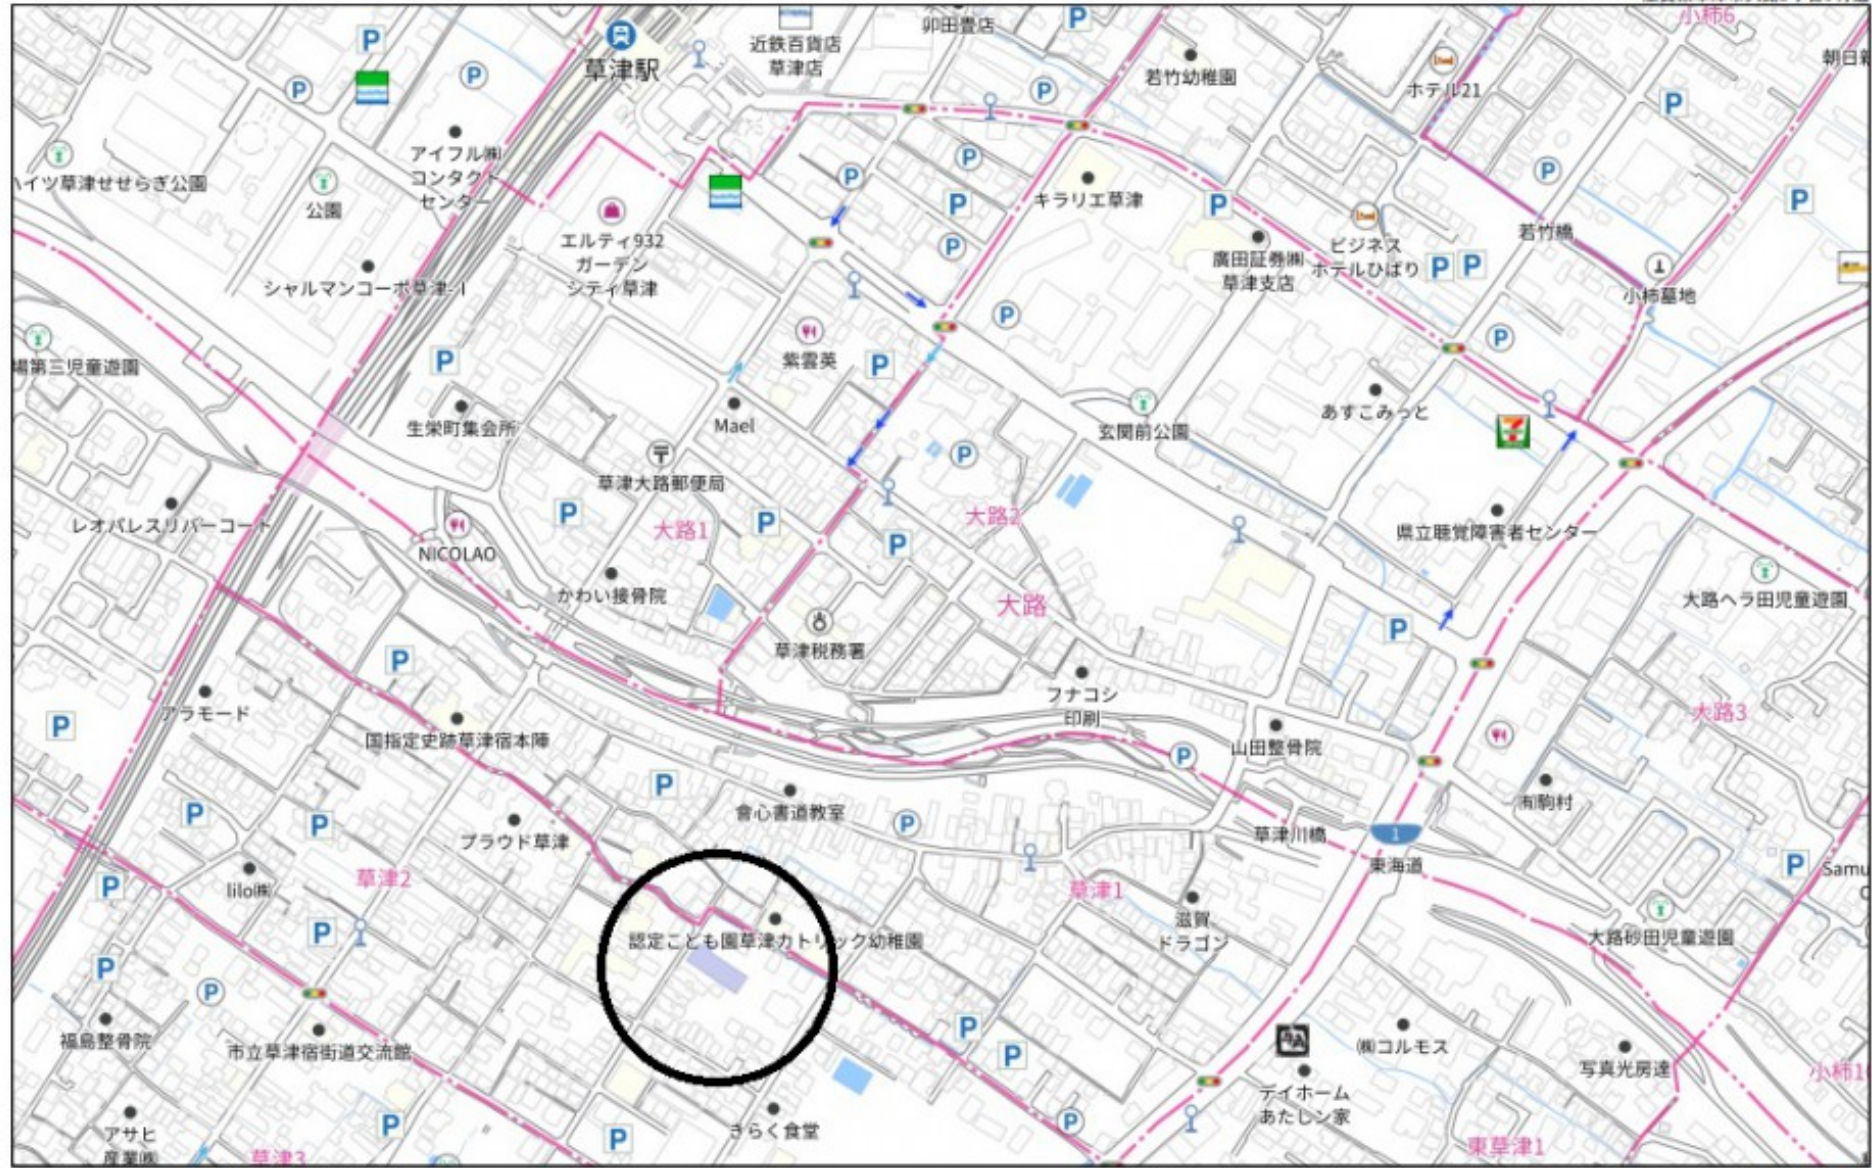 小柿6
卯田畳店
近鉄百貨店
草津店
草津駅
若竹幼稚園
ホテル21
アイフル㈱
コンタクト
センター
ハイツ草津せせらぎ公園
公園
キラリエ草津
エルティ932
ガーデン
シティ草津
廣田証券㈱
草津支店
ビジネス
ホテルひばり
若竹橋
小柿墓地
シャルマンコーポ草津-1
場第三児童遊園
紫雲英
生栄町集会所
Mael
玄関前公園
あすこみっと
草津大路郵便局
レオパレスリバーコート
NICOLAO
大路1
大路2
県立聴覚障害者センター
かわい接骨院
大路
大路ヘラ田児童遊園
草津税務署
フナコシ
印刷
アラモード
国指定史跡草津宿本陣
山田整骨院
大路3
㈲駒村
會心書道教室
プラウド草津
草津川橋
1
東海道
lilo㈱
草津2
草津1
滋賀
ドラゴン
Samu
認定こども園草津カトリック幼稚園
大路砂田児童遊園
福島整骨院
市立草津宿街道交流館
㈱コルモス
写真光房達
小柿1
デイホーム
あたしン家
きらく食堂
アサヒ
産業㈱
草津3
東草津1